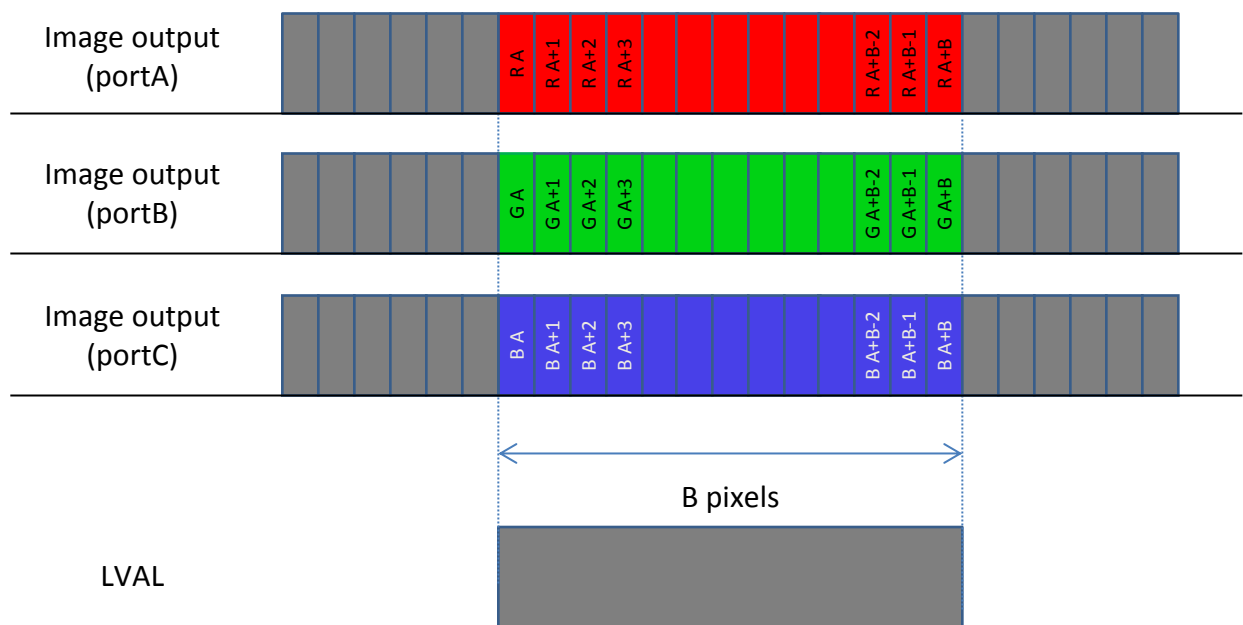 Image output
(portA)
R A
R A+1
R A+2
R A+3
R A+B-2
R A+B-1
R A+B
Image output
(portB)
G A
G A+1
G A+2
G A+3
G A+B-2
G A+B-1
G A+B
Image output
(portC)
B A
B A+1
B A+2
B A+3
B A+B-2
B A+B-1
B A+B
B pixels
LVAL